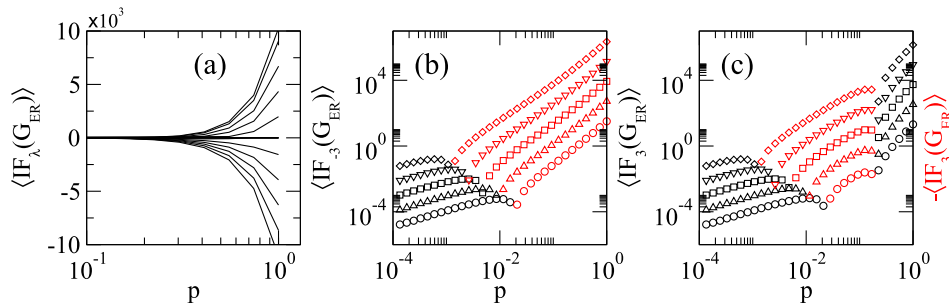 (a)
×10³
10
5
0
-5
-10
10⁻¹
10⁰
p
⟨IF_λ(G_ER)⟩
(b)
10⁴
10⁰
10⁻⁴
10⁻⁴
10⁻²
10⁰
p
⟨IF_-3(G_ER)⟩
(c)
10⁴
10⁰
10⁻⁴
10⁻⁴
10⁻²
10⁰
p
⟨IF_3(G_ER)⟩
-⟨IF_3(G_ER)⟩